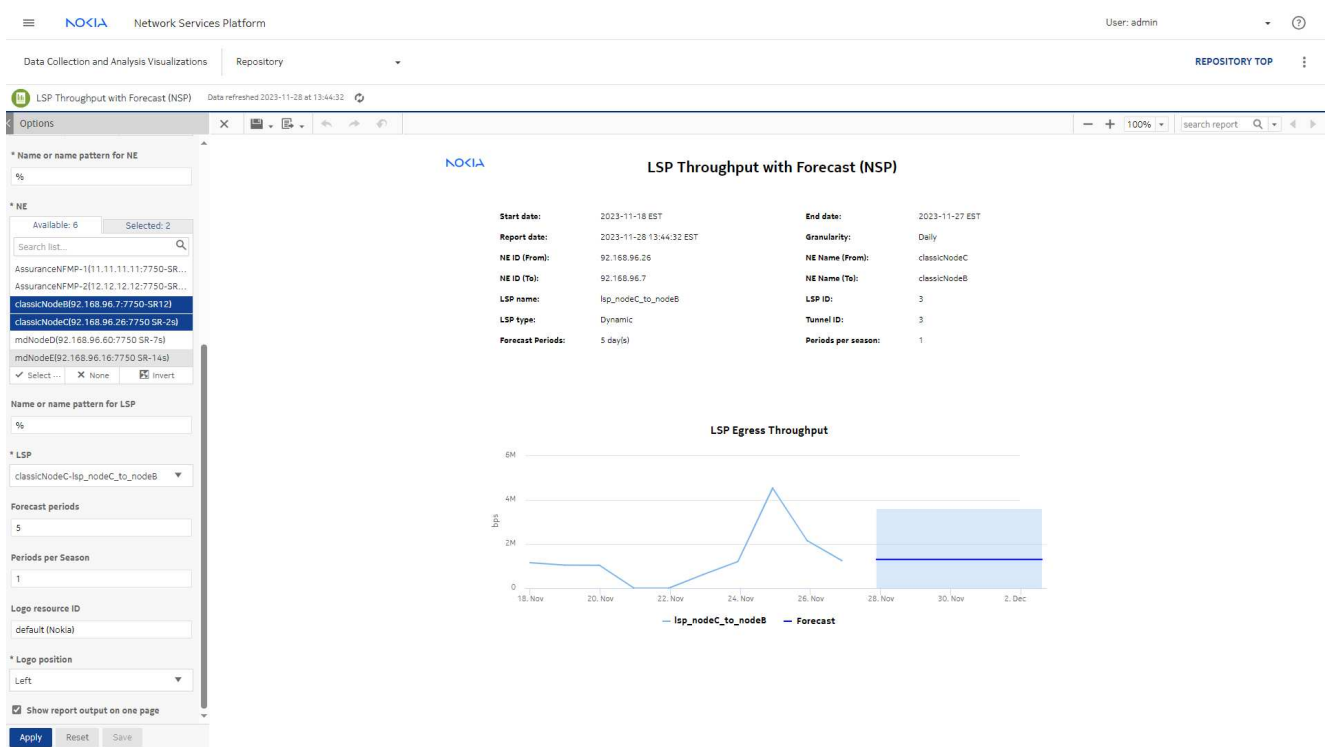 NOKIA Network Services Platform User: admin ?
Data Collection and Analysis Visualizations Repository REPOSITORY TOP
LSP Throughput with Forecast (NSP) Data refreshed 2023-11-28 at 13:44:32
Options 100% search report
* Name or name pattern for NE
%
* NE
Available: 6 Selected: 2
Search list...
AssuranceNFMP-1(11.11.11.11:7750-SR...
AssuranceNFMP-2(12.12.12.12:7750-SR...
classicNodeB(92.168.96.7:7750-SR12)
classicNodeC(92.168.96.26:7750 SR-2s)
mdNodeD(92.168.96.60:7750 SR-7s)
mdNodeE(92.168.96.16:7750 SR-14s)
Select ... None Invert
Name or name pattern for LSP
%
* LSP
classicNodeC-lsp_nodeC_to_nodeB
Forecast periods
5
Periods per Season
1
Logo resource ID
default (Nokia)
* Logo position
Left
Show report output on one page
Apply Reset Save
NOKIA LSP Throughput with Forecast (NSP)
Start date: 2023-11-18 EST End date: 2023-11-27 EST
Report date: 2023-11-28 13:44:32 EST Granularity: Daily
NE ID (From): 92.168.96.26 NE Name (From): classicNodeC
NE ID (To): 92.168.96.7 NE Name (To): classicNodeB
LSP name: lsp_nodeC_to_nodeB LSP ID: 3
LSP type: Dynamic Tunnel ID: 3
Forecast Periods: 5 day(s) Periods per season: 1
LSP Egress Throughput
6M
4M
bps
2M
0
18. Nov 20. Nov 22. Nov 24. Nov 26. Nov 28. Nov 30. Nov 2. Dec
lsp_nodeC_to_nodeB Forecast